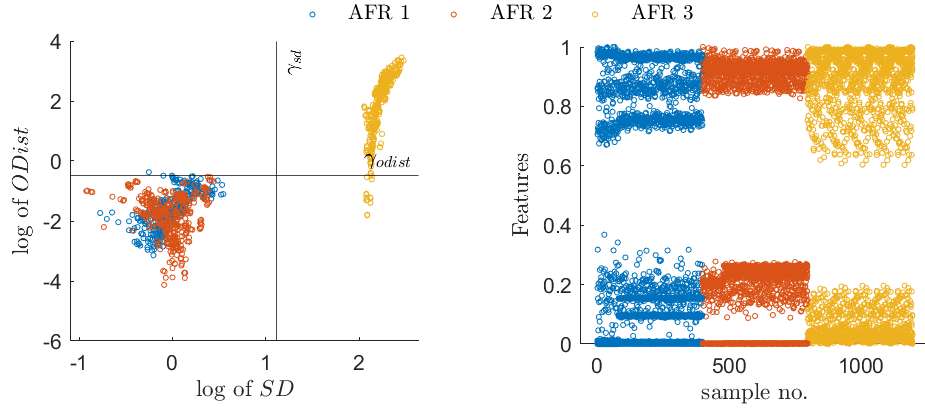 AFR 1 AFR 2 AFR 3
4
2
0
-2
-4
-6
-1 0 1 2
log of SD
log of ODist
γsd
γodist
1
0.8
0.6
0.4
0.2
0
0 500 1000
sample no.
Features